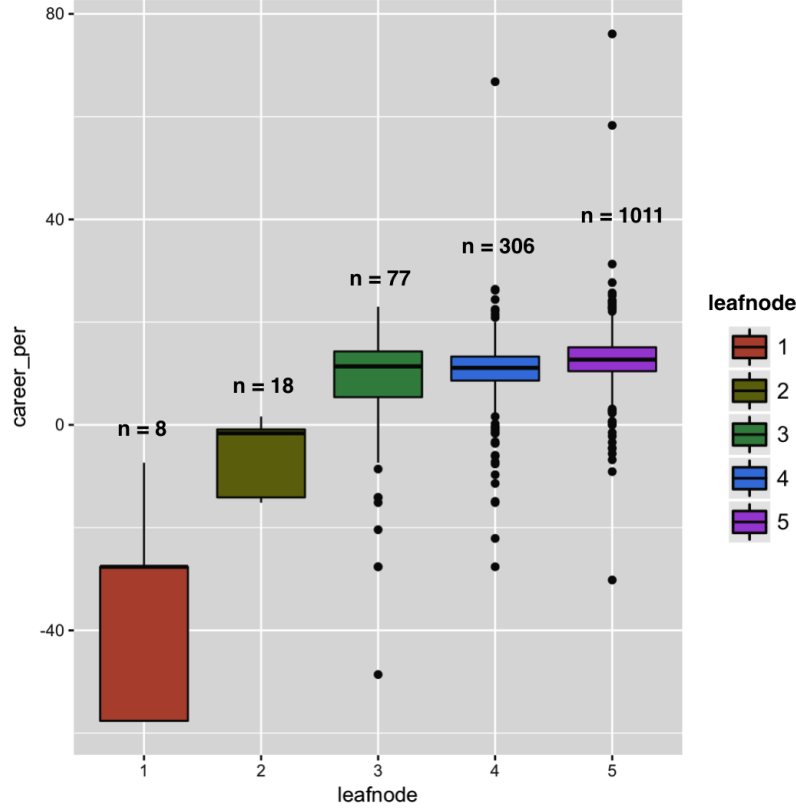 80
40
0
-40
career_per
n = 8
n = 18
n = 77
n = 306
n = 1011
1
2
3
4
5
leafnode
leafnode
1
2
3
4
5